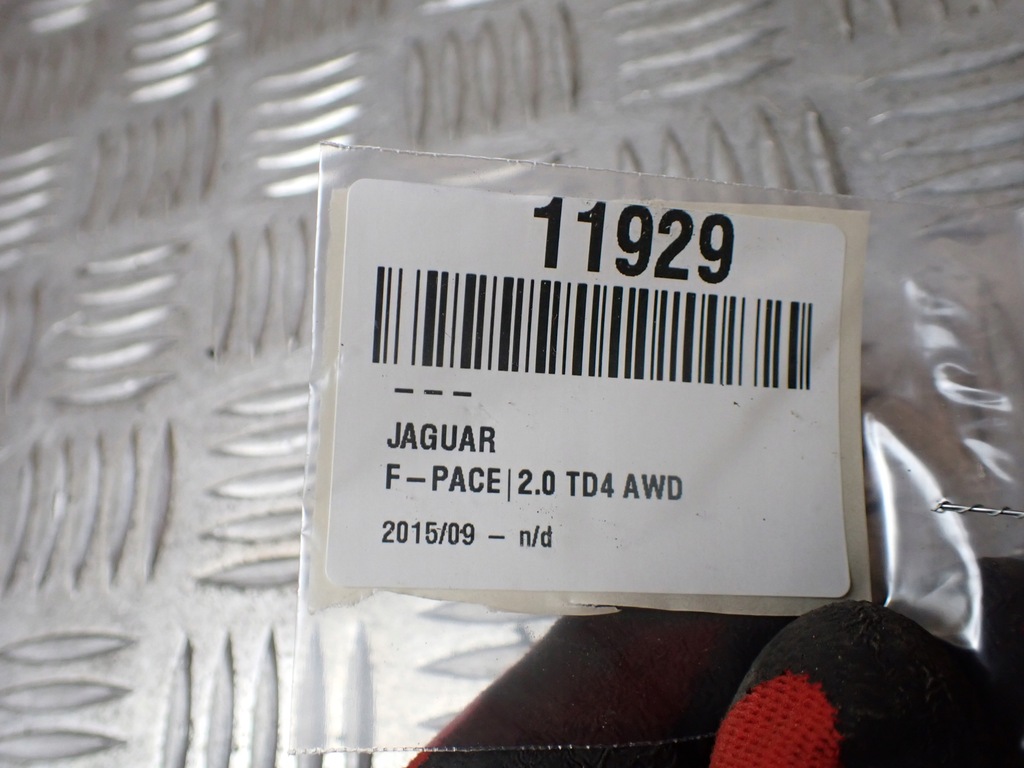 11929
---
JAGUAR
F-PACE|2.0 TD4 AWD
2015/09 - n/d